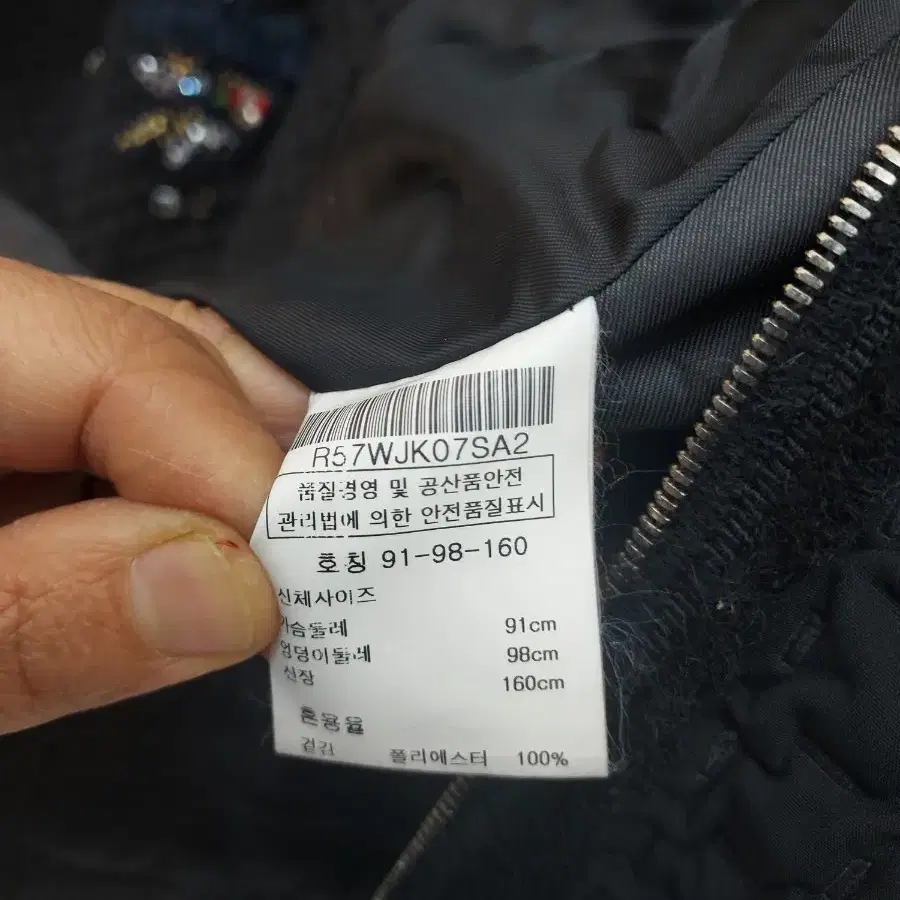 R57WJK07SA2
품질경영 및 공산품안전
관리법에 의한 안전품질표시
호칭 91-98-160
신체사이즈
가슴둘레 91cm
엉덩이둘레 98cm
신장 160cm
혼용율
겉감 폴리에스터 100%